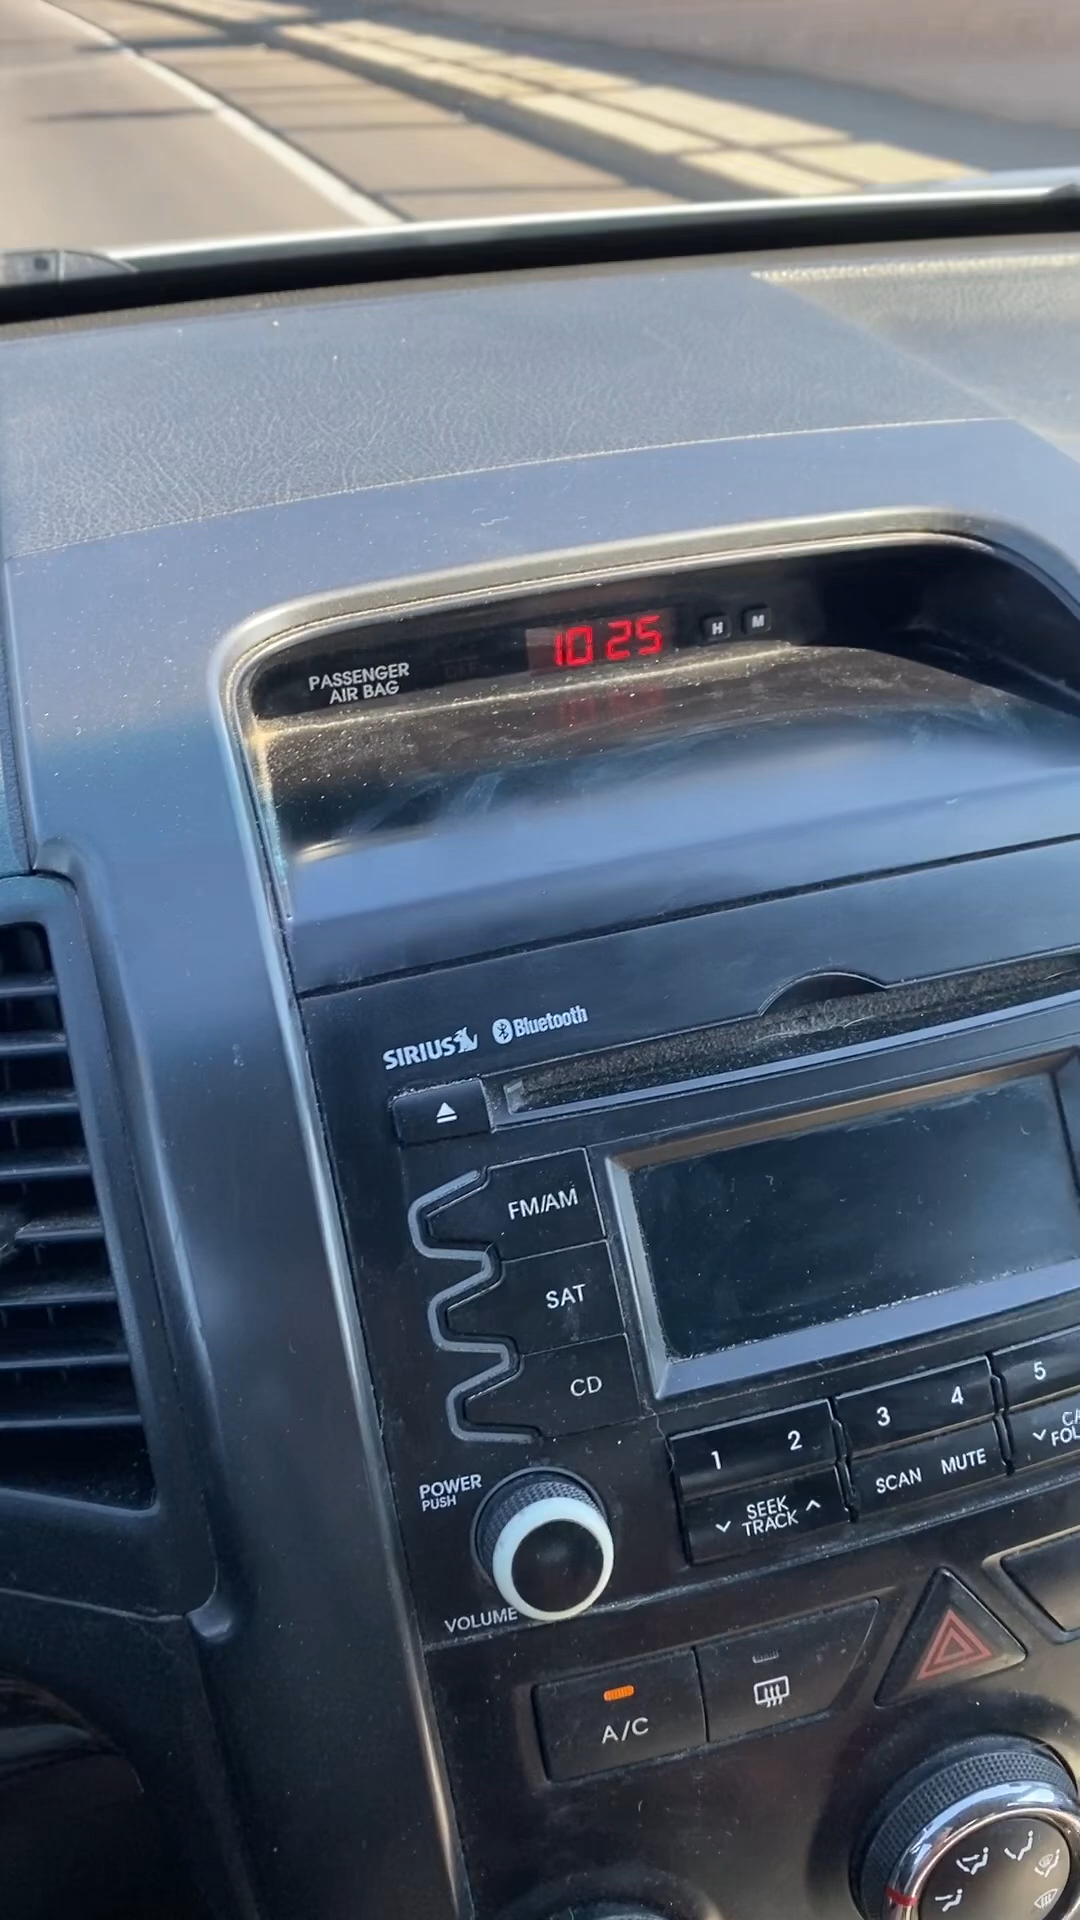 10 25
H M
PASSENGER
AIR BAG
SIRIUS Bluetooth
FM/AM
SAT
CD
1 2 3 4 5
POWER
PUSH
SEEK
TRACK
SCAN MUTE
VOLUME
A/C